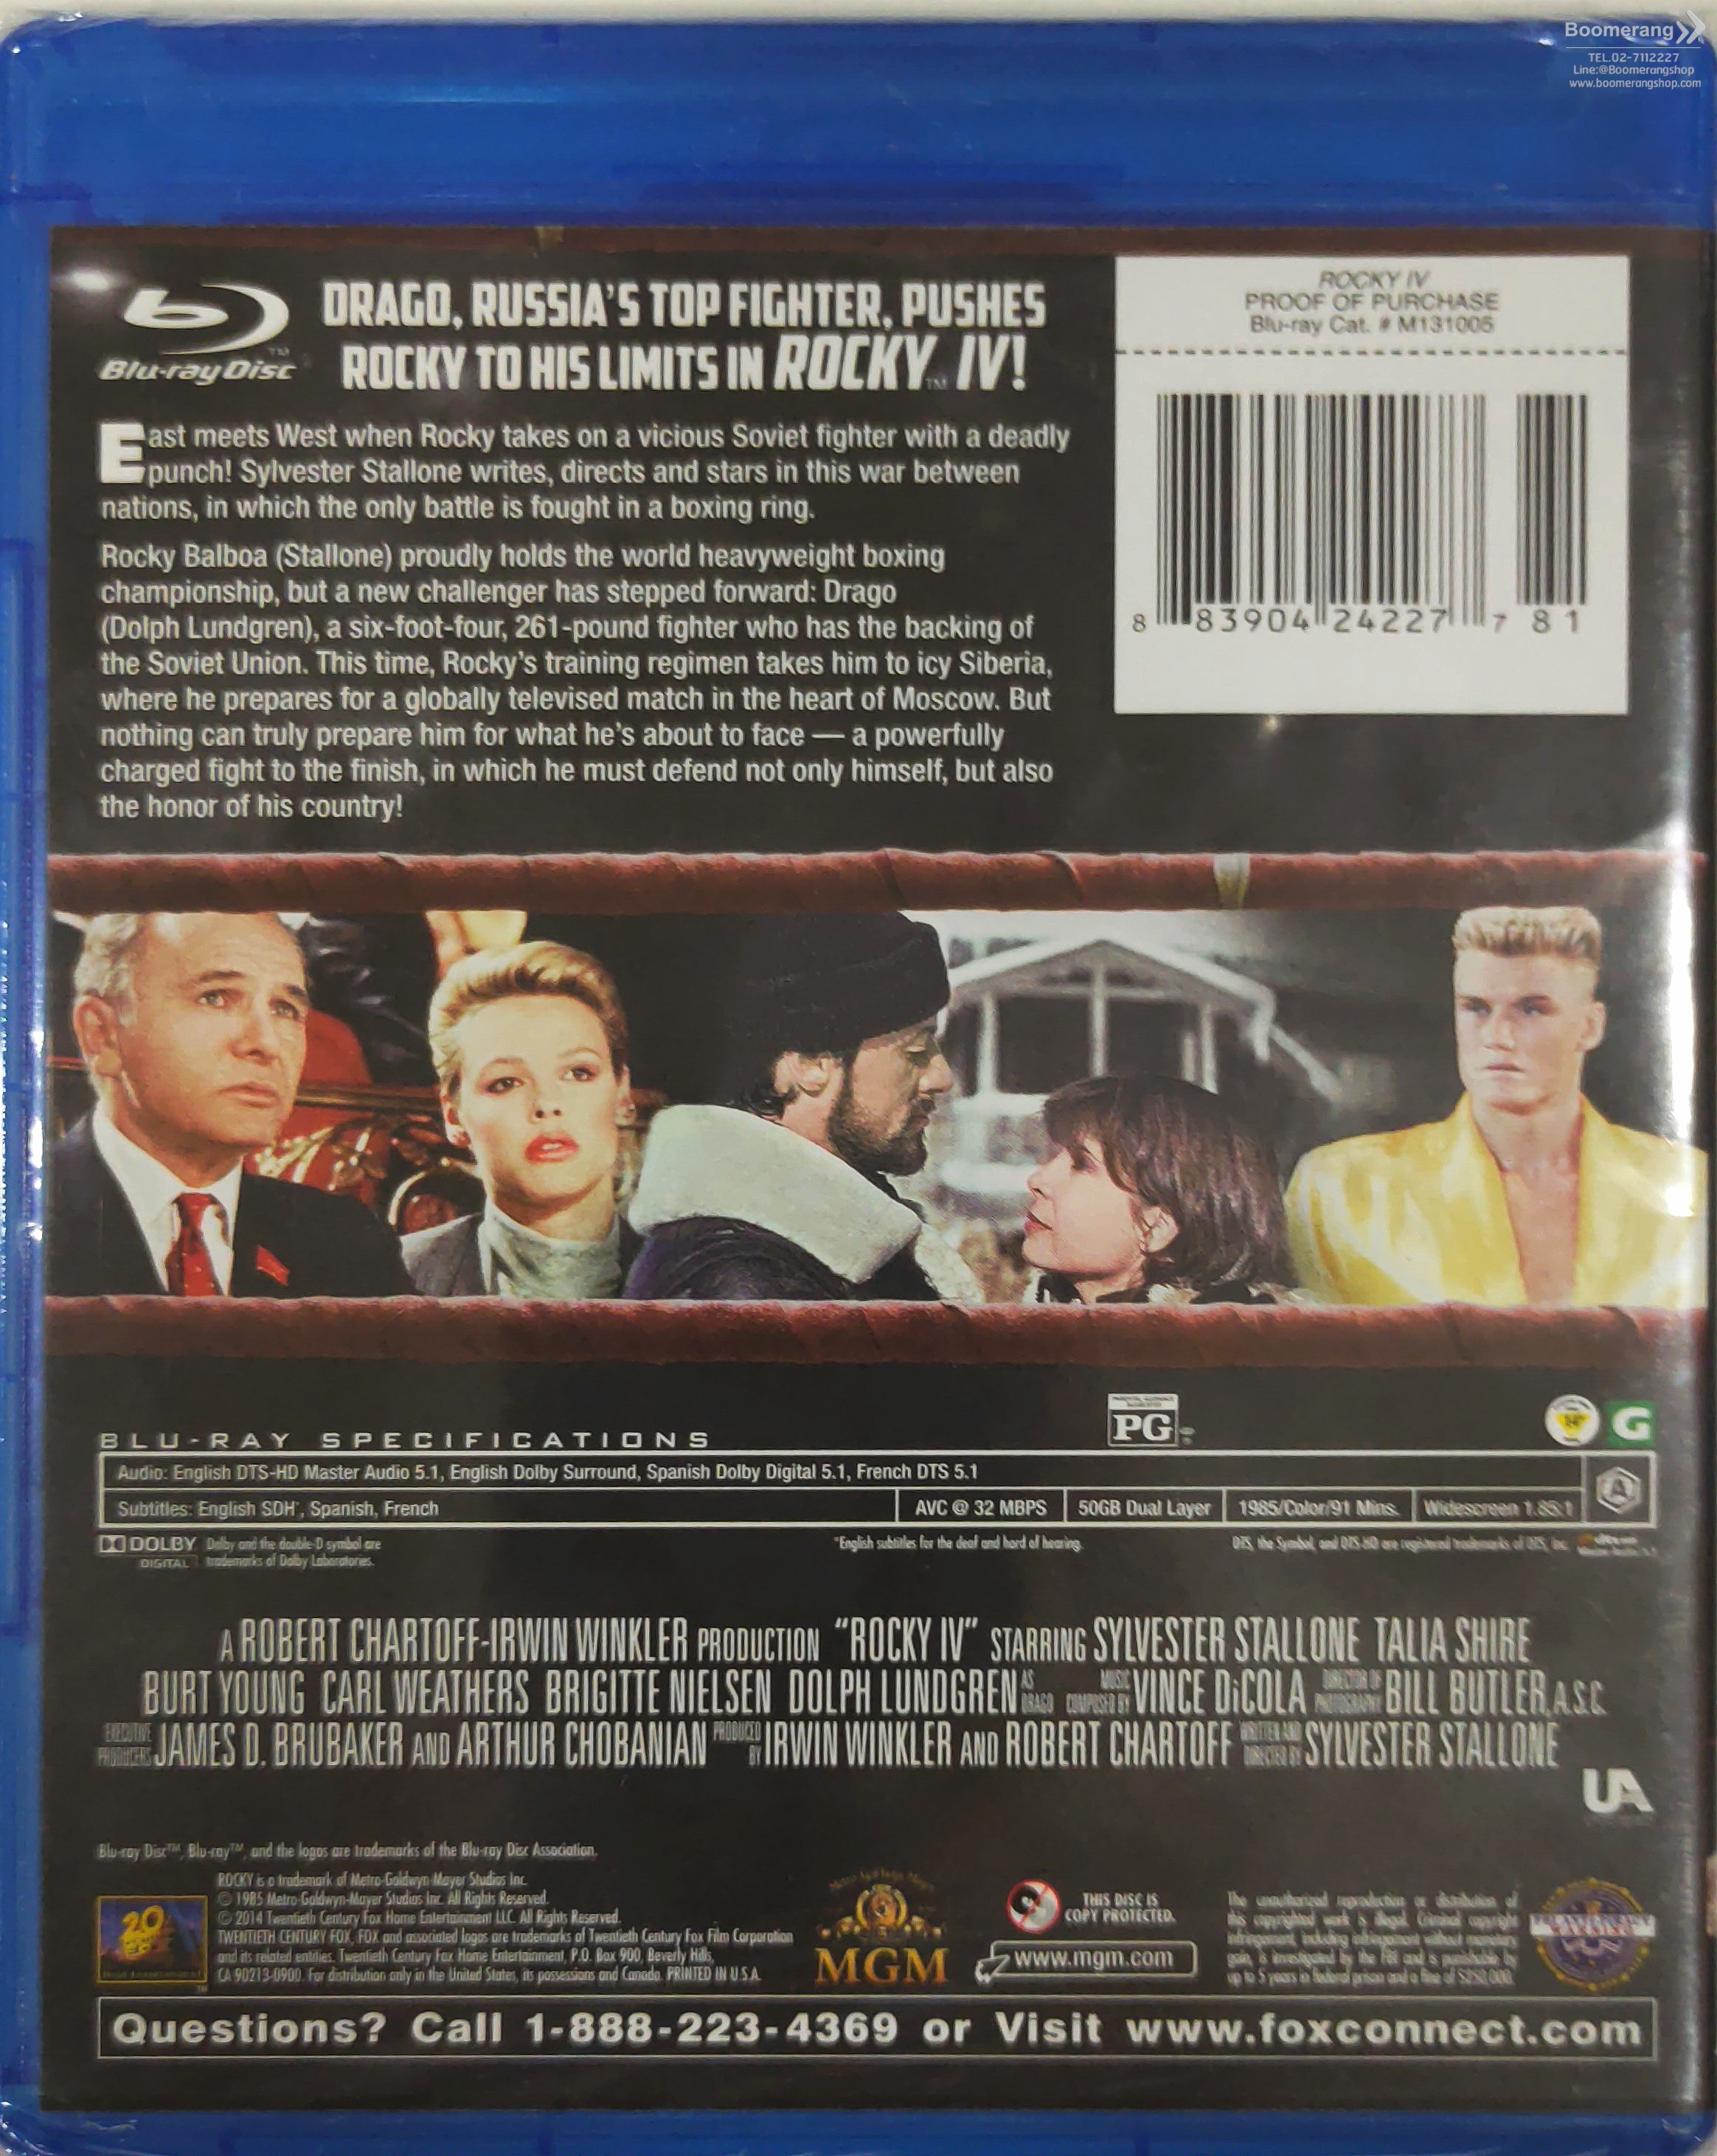 Boomerang
TEL.02-7112227
Line:@Boomerangshop
www.boomerangshop.com
Blu-ray Disc™
DRAGO, RUSSIA'S TOP FIGHTER, PUSHES
ROCKY TO HIS LIMITS IN ROCKY™ IV!
ROCKY IV
PROOF OF PURCHASE
Blu-ray Cat. # M131005
8 83904 24227 7 81
East meets West when Rocky takes on a vicious Soviet fighter with a deadly
punch! Sylvester Stallone writes, directs and stars in this war between
nations, in which the only battle is fought in a boxing ring.
Rocky Balboa (Stallone) proudly holds the world heavyweight boxing
championship, but a new challenger has stepped forward: Drago
(Dolph Lundgren), a six-foot-four, 261-pound fighter who has the backing of
the Soviet Union. This time, Rocky's training regimen takes him to icy Siberia,
where he prepares for a globally televised match in the heart of Moscow. But
nothing can truly prepare him for what he's about to face — a powerfully
charged fight to the finish, in which he must defend not only himself, but also
the honor of his country!
PG
G
BLU-RAY SPECIFICATIONS
Audio: English DTS-HD Master Audio 5.1, English Dolby Surround, Spanish Dolby Digital 5.1, French DTS 5.1
A
Subtitles: English SDH*, Spanish, French
AVC @ 32 MBPS
50GB Dual Layer
1985/Color/91 Mins.
Widescreen 1.85:1
DOLBY DIGITAL
Dolby and the double-D symbol are
trademarks of Dolby Laboratories.
*English subtitles for the deaf and hard of hearing.
DTS, the Symbol, and DTS-HD are registered trademarks of DTS, Inc.
A ROBERT CHARTOFF-IRWIN WINKLER PRODUCTION “ROCKY IV” STARRING SYLVESTER STALLONE TALIA SHIRE
BURT YOUNG CARL WEATHERS BRIGITTE NIELSEN DOLPH LUNDGREN AS DRAGO MUSIC COMPOSED BY VINCE DiCOLA DIRECTOR OF PHOTOGRAPHY BILL BUTLER, A.S.C.
EXECUTIVE PRODUCERS JAMES D. BRUBAKER AND ARTHUR CHOBANIAN PRODUCED BY IRWIN WINKLER AND ROBERT CHARTOFF WRITTEN AND DIRECTED BY SYLVESTER STALLONE
UA
Blu-ray Disc™, Blu-ray™, and the logos are trademarks of the Blu-ray Disc Association.
ROCKY is a trademark of Metro-Goldwyn-Mayer Studios Inc.
© 1985 Metro-Goldwyn-Mayer Studios Inc. All Rights Reserved.
© 2014 Twentieth Century Fox Home Entertainment LLC. All Rights Reserved.
TWENTIETH CENTURY FOX, FOX and associated logos are trademarks of Twentieth Century Fox Film Corporation
and its related entities. Twentieth Century Fox Home Entertainment, P.O. Box 900, Beverly Hills,
CA 90213-0900. For distribution only in the United States, its possessions and Canada. PRINTED IN U.S.A.
MGM
THIS DISC IS
COPY PROTECTED.
www.mgm.com
The unauthorized reproduction or distribution of
this copyrighted work is illegal. Criminal copyright
infringement, including infringement without monetary
gain, is investigated by the FBI and is punishable by
up to 5 years in federal prison and a fine of $250,000.
Questions? Call 1-888-223-4369 or Visit www.foxconnect.com